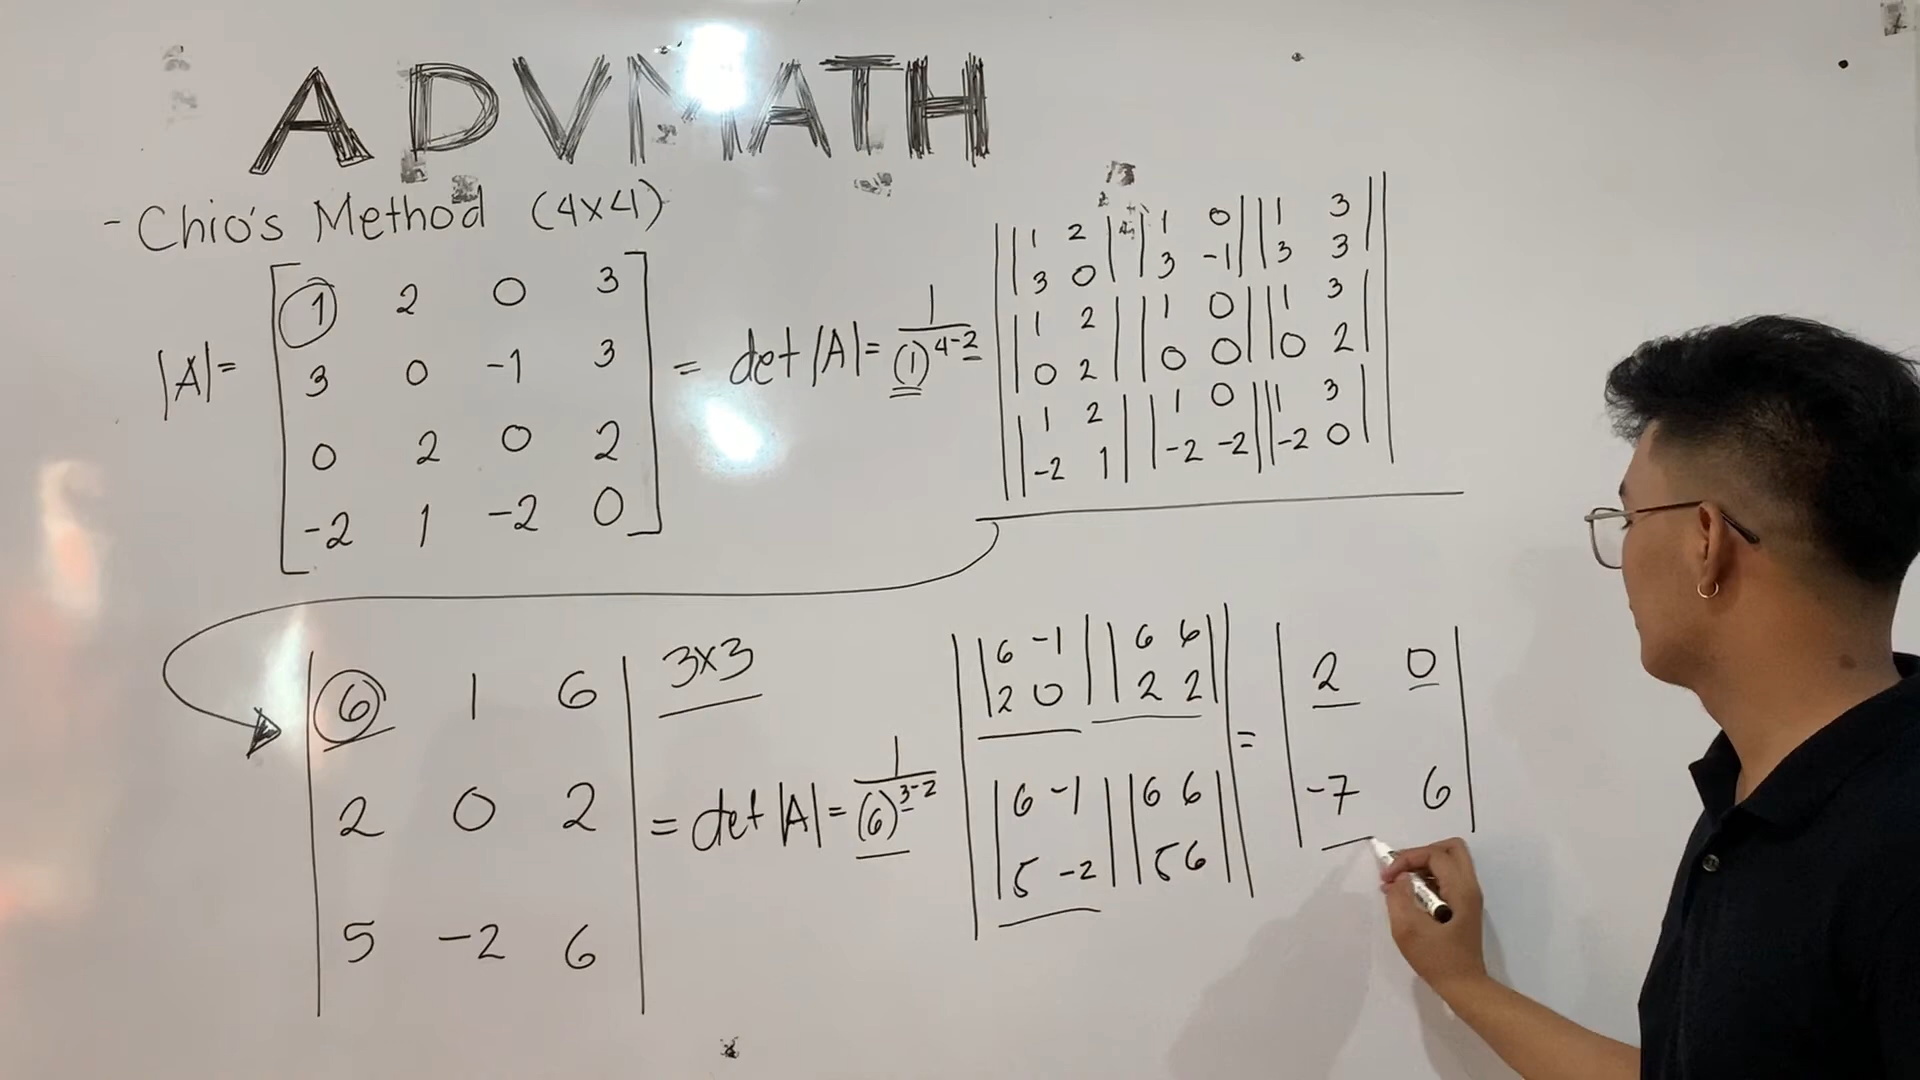 ADVMATH
- Chio's Method (4x4)
|A| = [ 1 2 0 3
3 0 -1 3
0 2 0 2
-2 1 -2 0 ]
= det |A| = 1
(1)^4-2
| |1 2| |1 0| |1 3|
|3 0| |3 -1| |3 3|
|1 2| |1 0| |1 3|
|0 2| |0 0| |0 2|
|1 2| |1 0| |1 3|
|-2 1| |-2 -2| |-2 0| |
| 6 1 6 | 3x3
2 0 2
5 -2 6 |
= det |A| = 1
(6)^3-2
| |6 -1| |6 6|
|2 0| |2 2|
|6 -1| |6 6|
|5 -2| |5 6| |
= | 2 0
-7 6 |